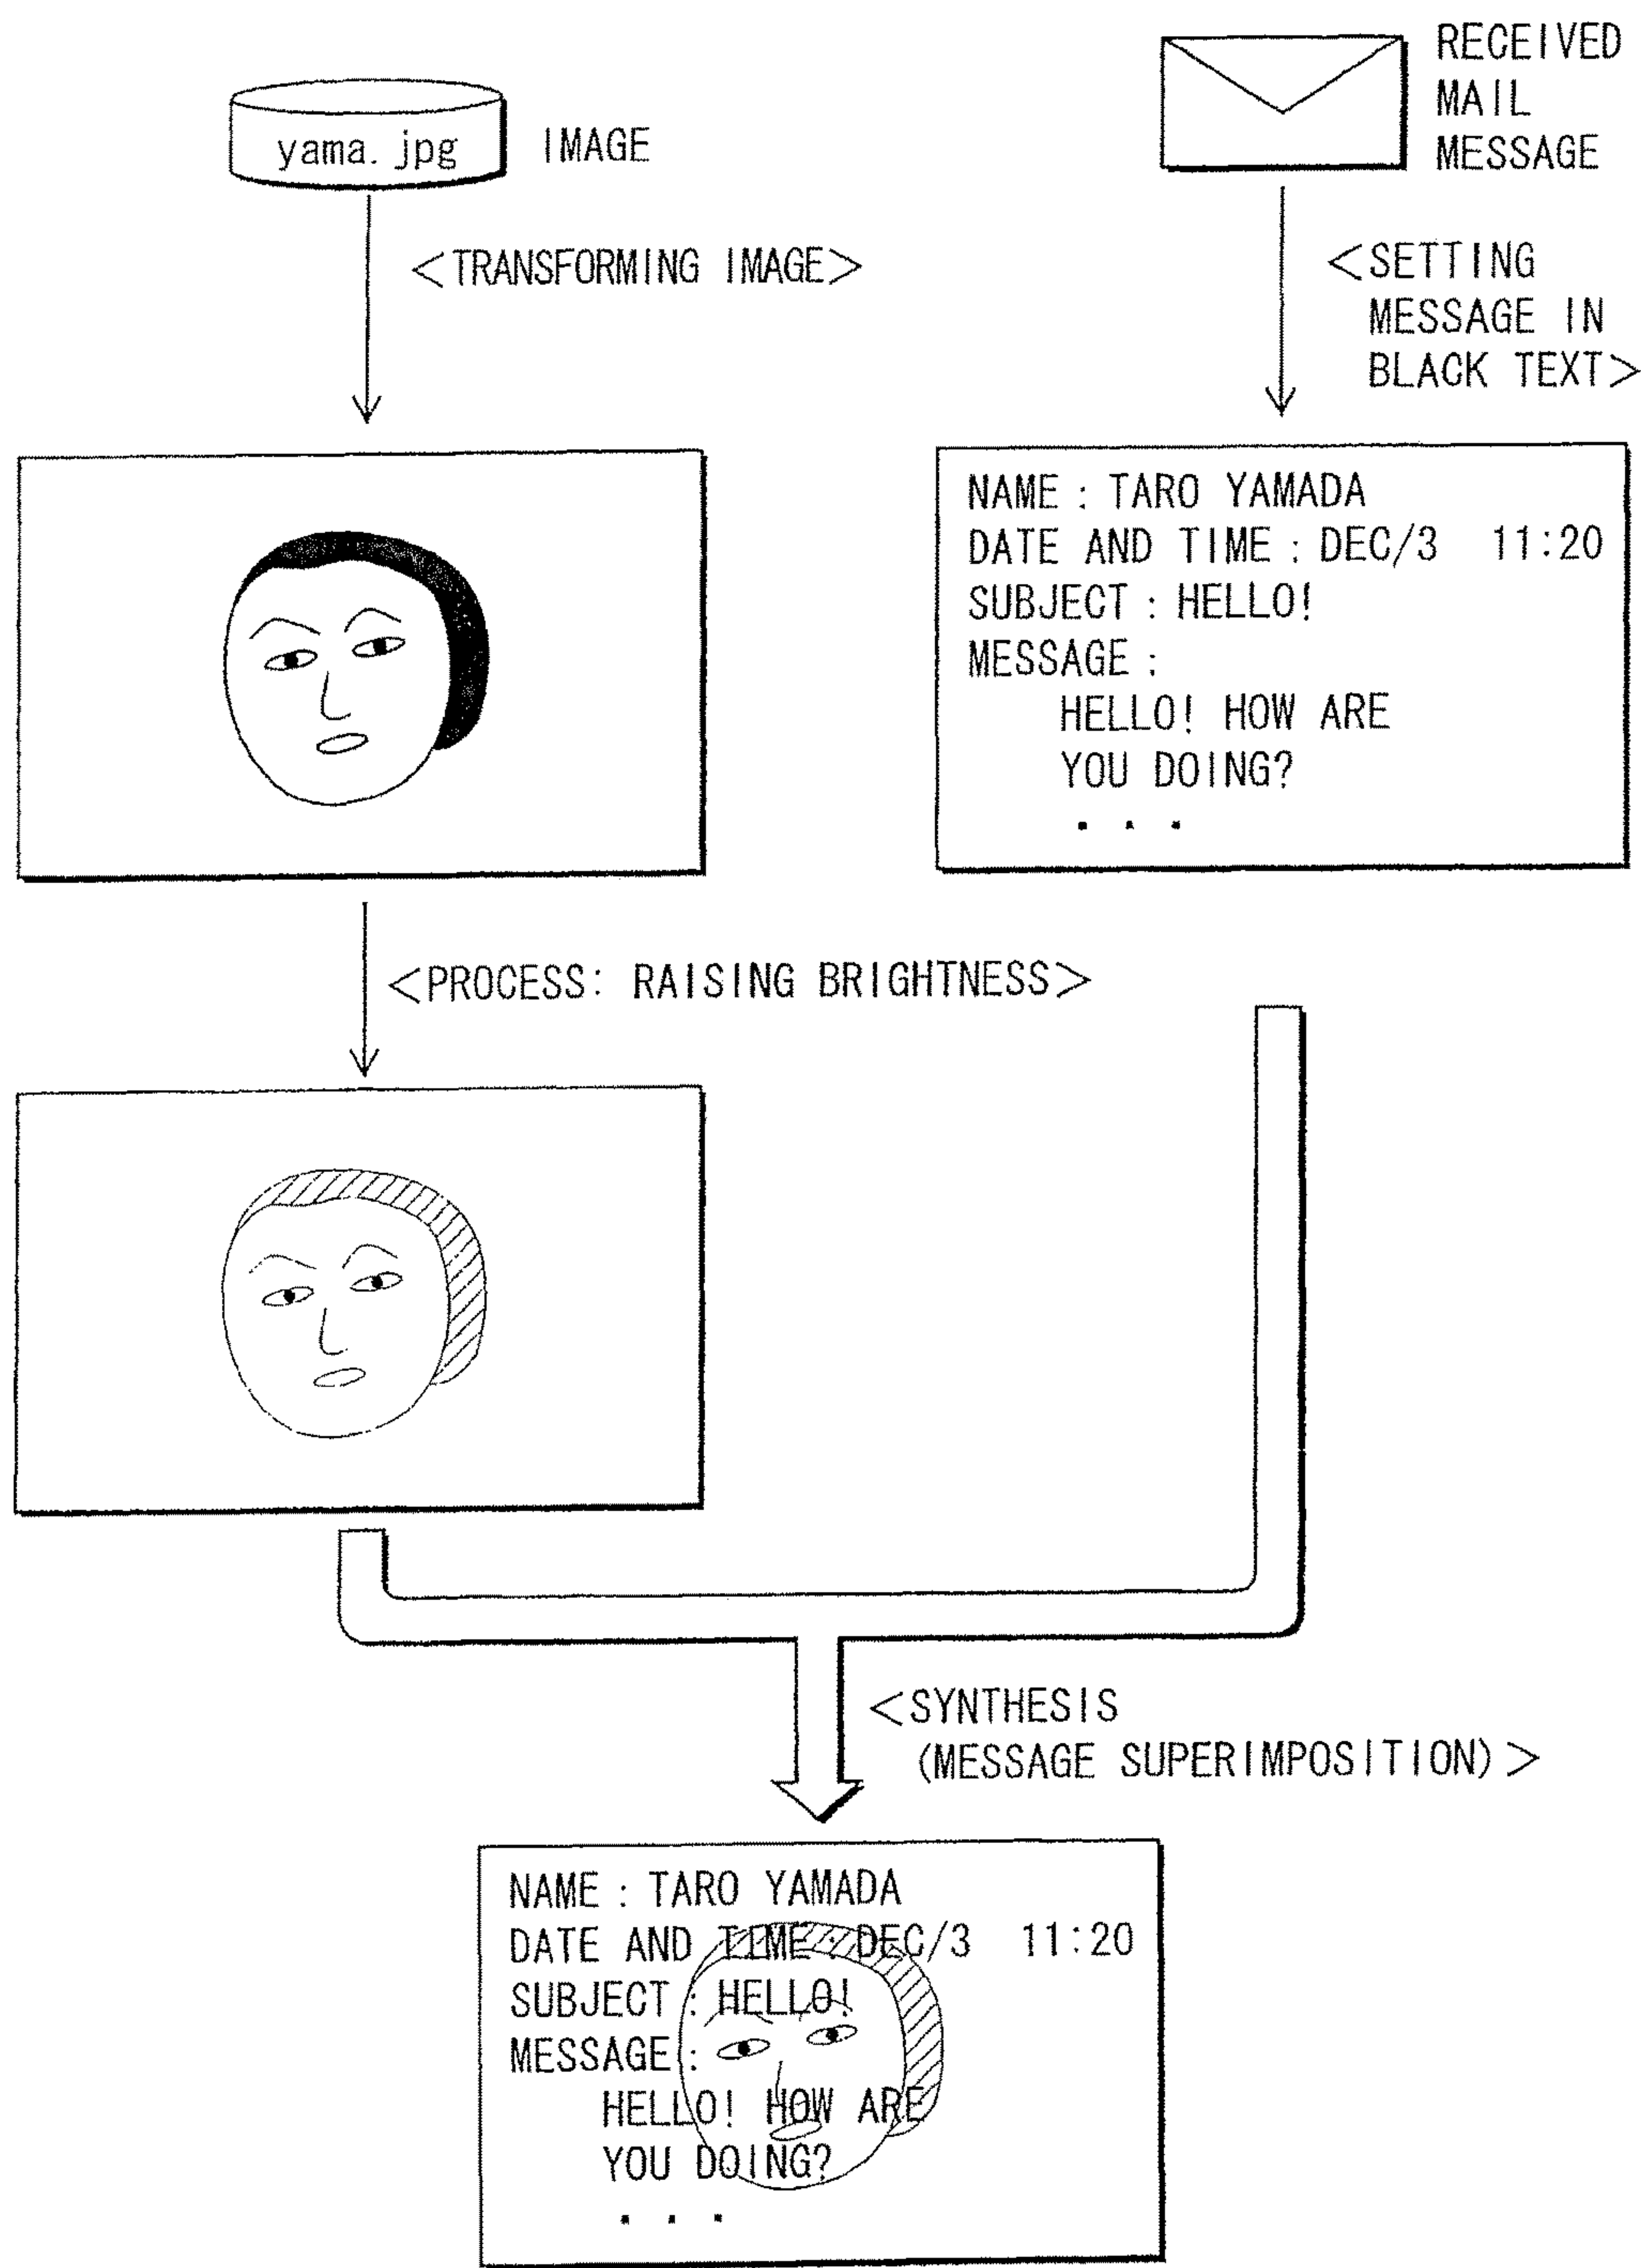 yama.jpg IMAGE
RECEIVED
MAIL
MESSAGE
<TRANSFORMING IMAGE>
<SETTING
MESSAGE IN
BLACK TEXT>
NAME : TARO YAMADA
DATE AND TIME : DEC/3 11:20
SUBJECT : HELLO!
MESSAGE :
HELLO! HOW ARE
YOU DOING?
. . .
<PROCESS: RAISING BRIGHTNESS>
<SYNTHESIS
(MESSAGE SUPERIMPOSITION)>
NAME : TARO YAMADA
DATE AND TIME : DEC/3 11:20
SUBJECT : HELLO!
MESSAGE :
HELLO! HOW ARE
YOU DOING?
. . .